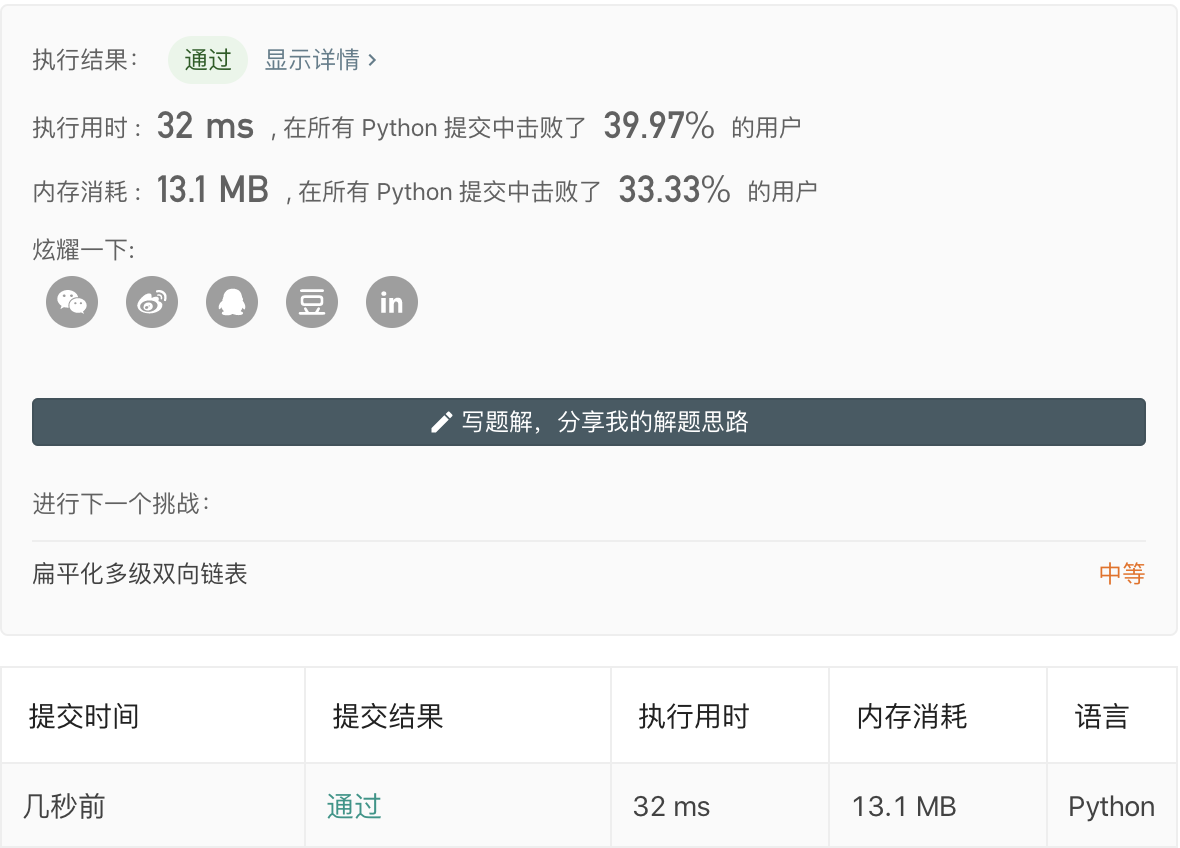 执行结果： 通过 显示详情 ›
执行用时 : 32 ms , 在所有 Python 提交中击败了 39.97% 的用户
内存消耗 : 13.1 MB , 在所有 Python 提交中击败了 33.33% 的用户
炫耀一下:
豆 in
写题解，分享我的解题思路
进行下一个挑战：
扁平化多级双向链表 中等
提交时间 提交结果 执行用时 内存消耗 语言
几秒前 通过 32 ms 13.1 MB Python